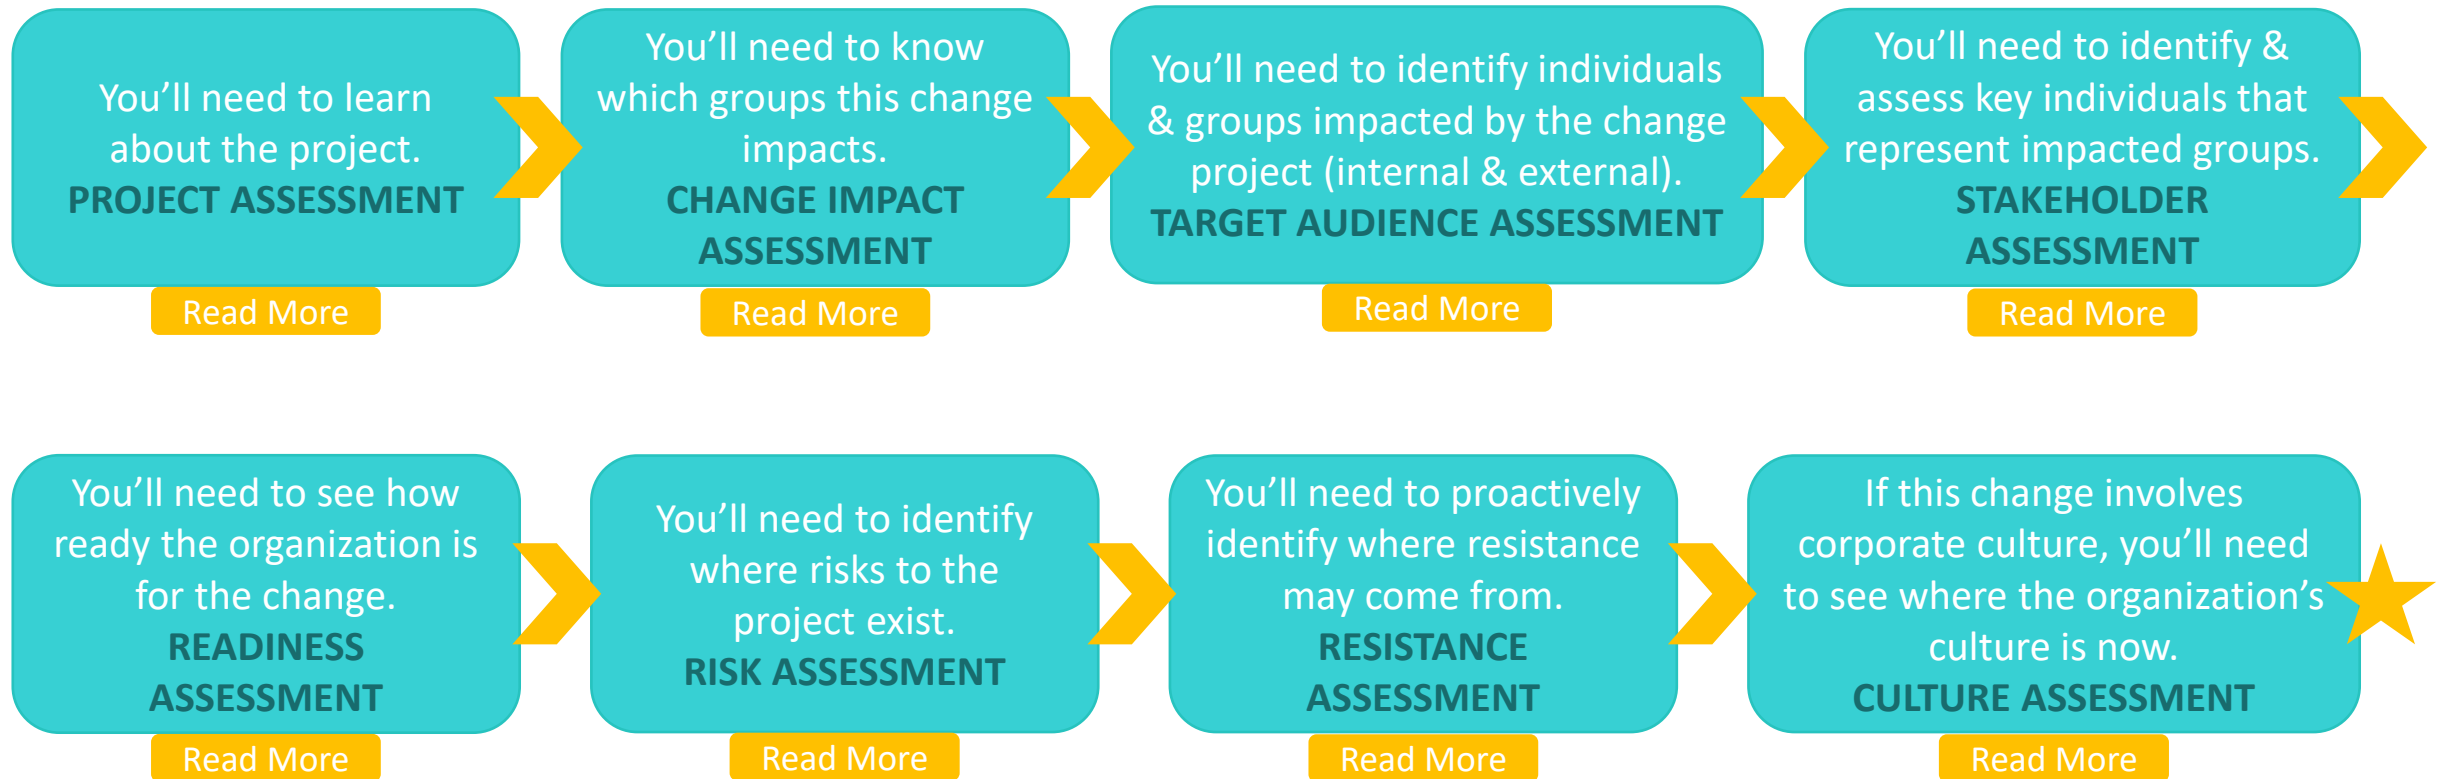 You’ll need to learn
about the project.
PROJECT ASSESSMENT
Read More
You’ll need to know
which groups this change
impacts.
CHANGE IMPACT
ASSESSMENT
Read More
You’ll need to identify individuals
& groups impacted by the change
project (internal & external).
TARGET AUDIENCE ASSESSMENT
Read More
You’ll need to identify &
assess key individuals that
represent impacted groups.
STAKEHOLDER
ASSESSMENT
Read More
You’ll need to see how
ready the organization is
for the change.
READINESS
ASSESSMENT
Read More
You’ll need to identify
where risks to the
project exist.
RISK ASSESSMENT
Read More
You’ll need to proactively
identify where resistance
may come from.
RESISTANCE
ASSESSMENT
Read More
If this change involves
corporate culture, you’ll need
to see where the organization’s
culture is now.
CULTURE ASSESSMENT
Read More